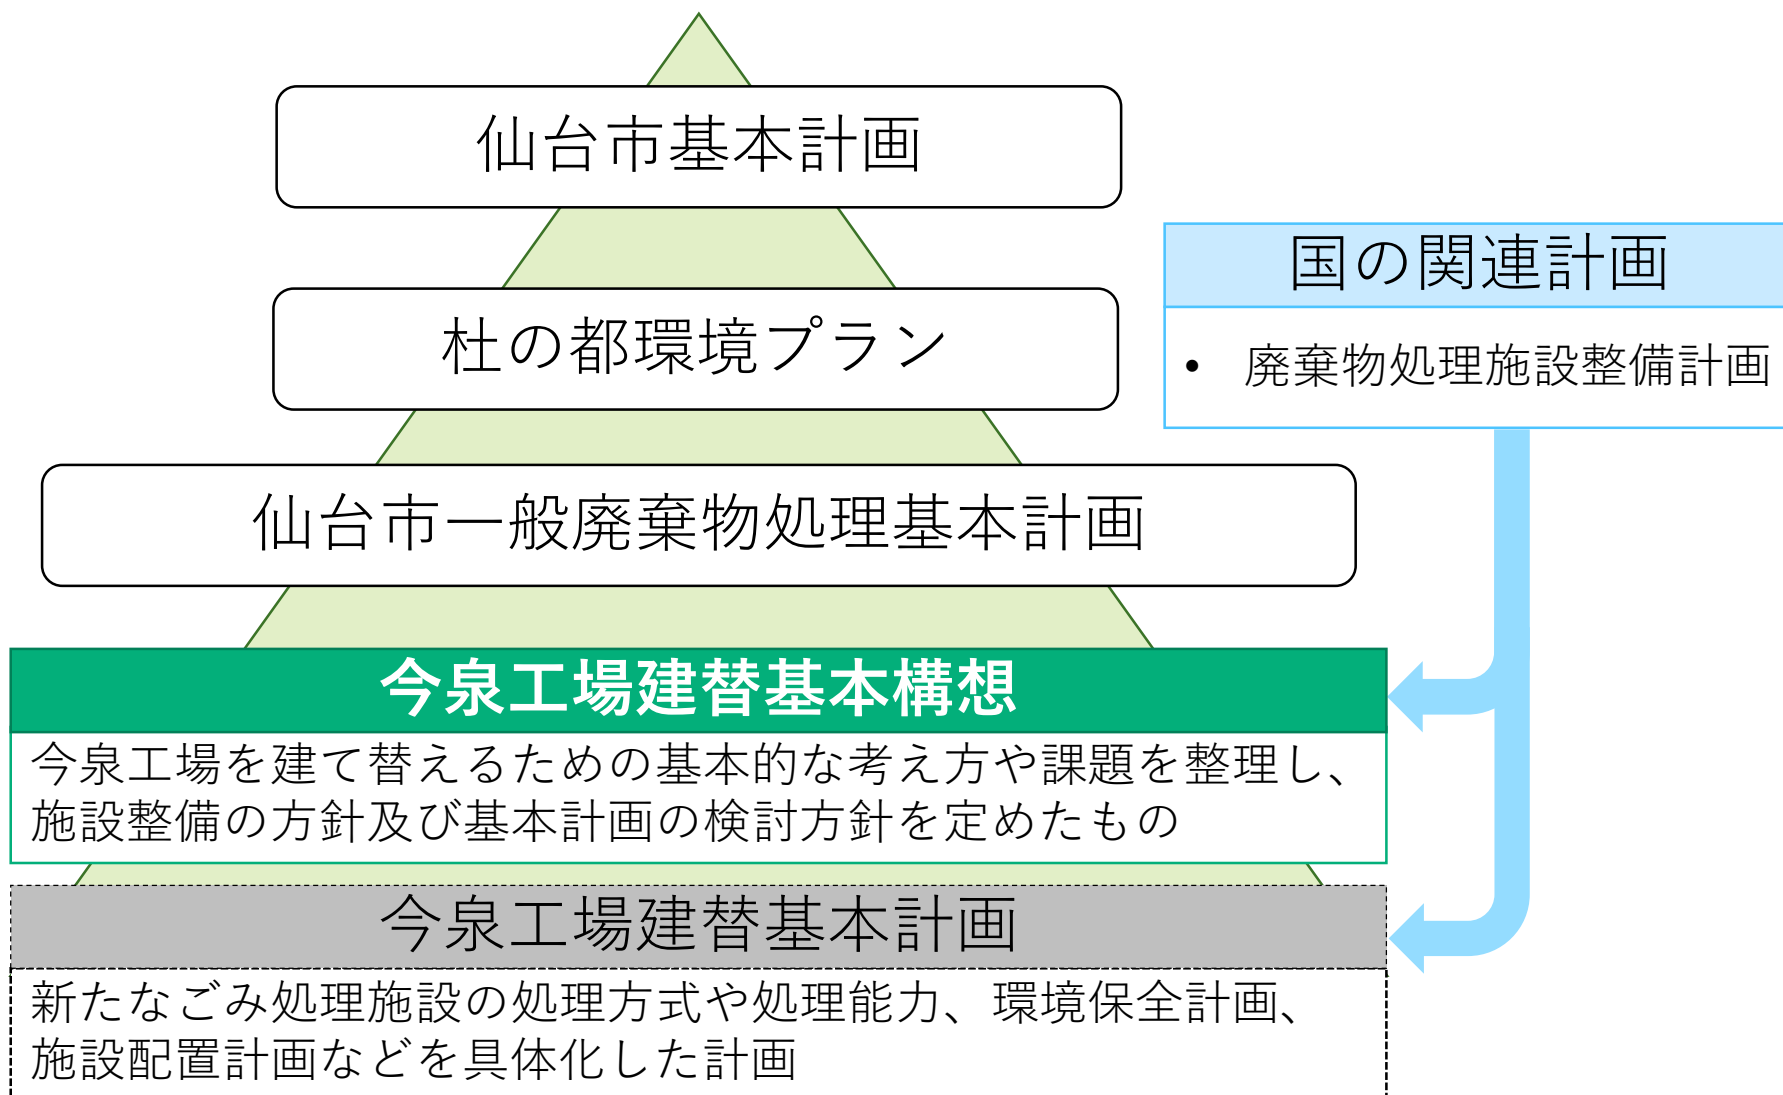 仙台市基本計画
杜の都環境プラン
仙台市一般廃棄物処理基本計画
国の関連計画
• 廃棄物処理施設整備計画
今泉工場建替基本構想
今泉工場を建て替えるための基本的な考え方や課題を整理し、
施設整備の方針及び基本計画の検討方針を定めたもの
今泉工場建替基本計画
新たなごみ処理施設の処理方式や処理能力、環境保全計画、
施設配置計画などを具体化した計画